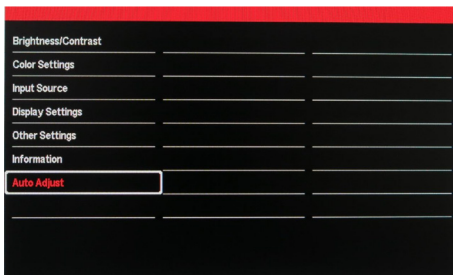 Brightness/Contrast
Color Settings
Input Source
Display Settings
Other Settings
Information
Auto Adjust